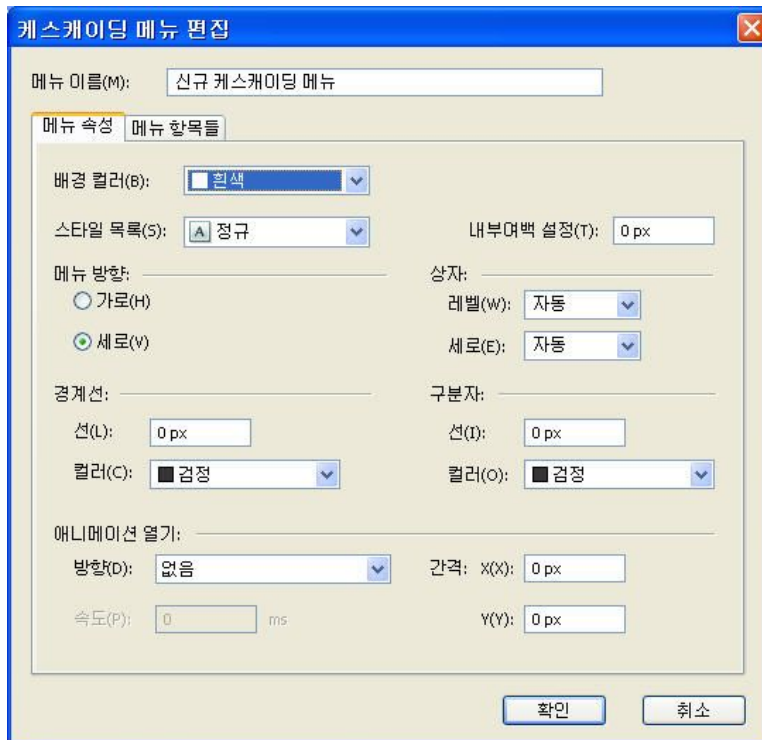 케스캐이딩 메뉴 편집
메뉴 이름(M): 신규 케스캐이딩 메뉴
메뉴 속성 메뉴 항목들
배경 컬러(B): 흰색
스타일 목록(S): A 정규 내부여백 설정(T): 0 px
메뉴 방향: 상자:
가로(H) 레벨(W): 자동
세로(V) 세로(E): 자동
경계선: 구분자:
선(L): 0 px 선(I): 0 px
컬러(C): 검정 컬러(O): 검정
애니메이션 열기:
방향(D): 없음 간격: X(X): 0 px
속도(P): 0 ms Y(Y): 0 px
확인 취소